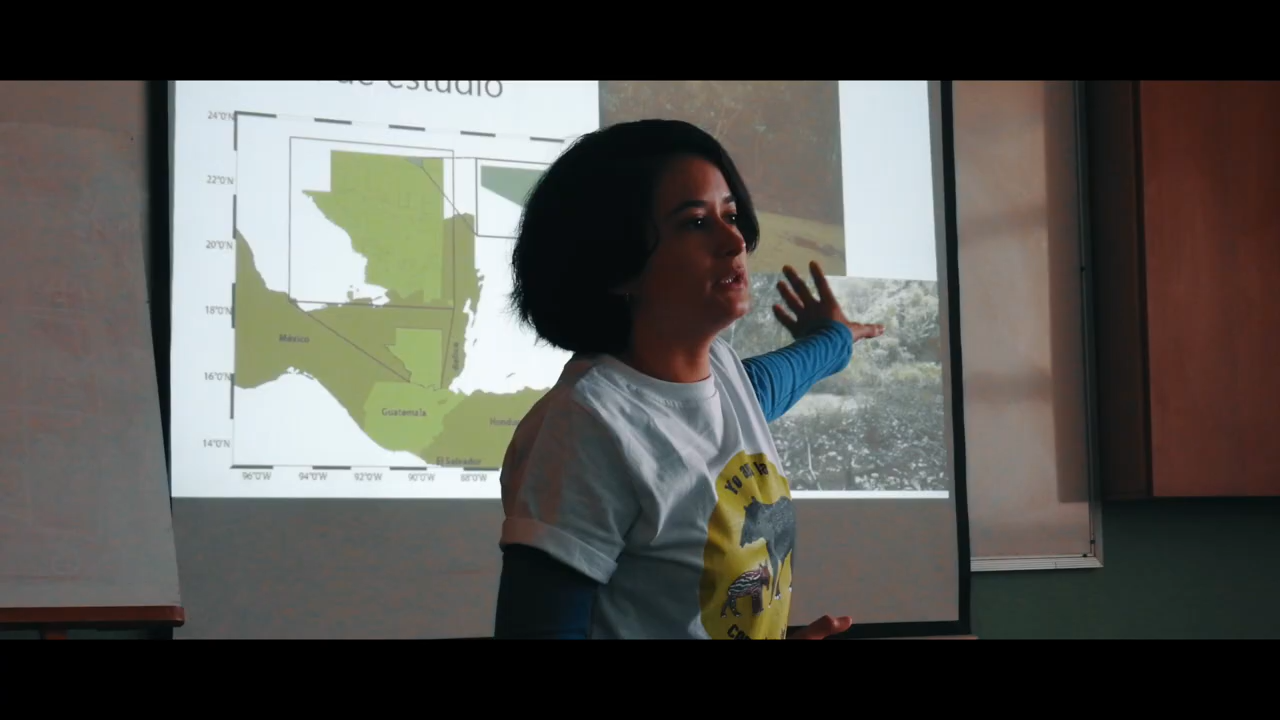 de estudio
24°0'N
22°0'N
20°0'N
18°0'N
16°0'N
14°0'N
México
Belice
Guatemala
El Salvador
96°0'W 94°0'W 92°0'W 90°0'W 88°0'W
Yo